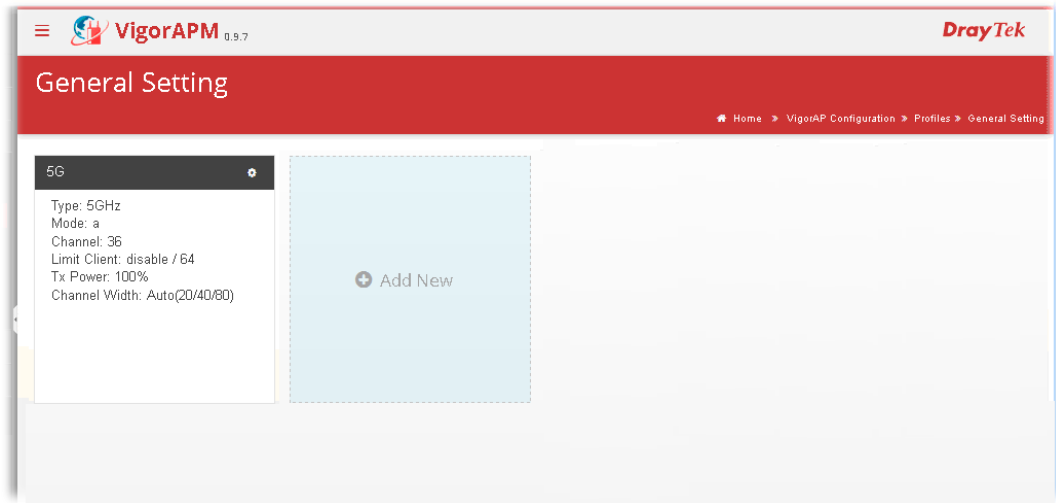 VigorAPM 0.9.7
DrayTek
General Setting
Home » VigorAP Configuration » Profiles » General Setting
5G
Type: 5GHz
Mode: a
Channel: 36
Limit Client: disable / 64
Tx Power: 100%
Channel Width: Auto(20/40/80)
Add New